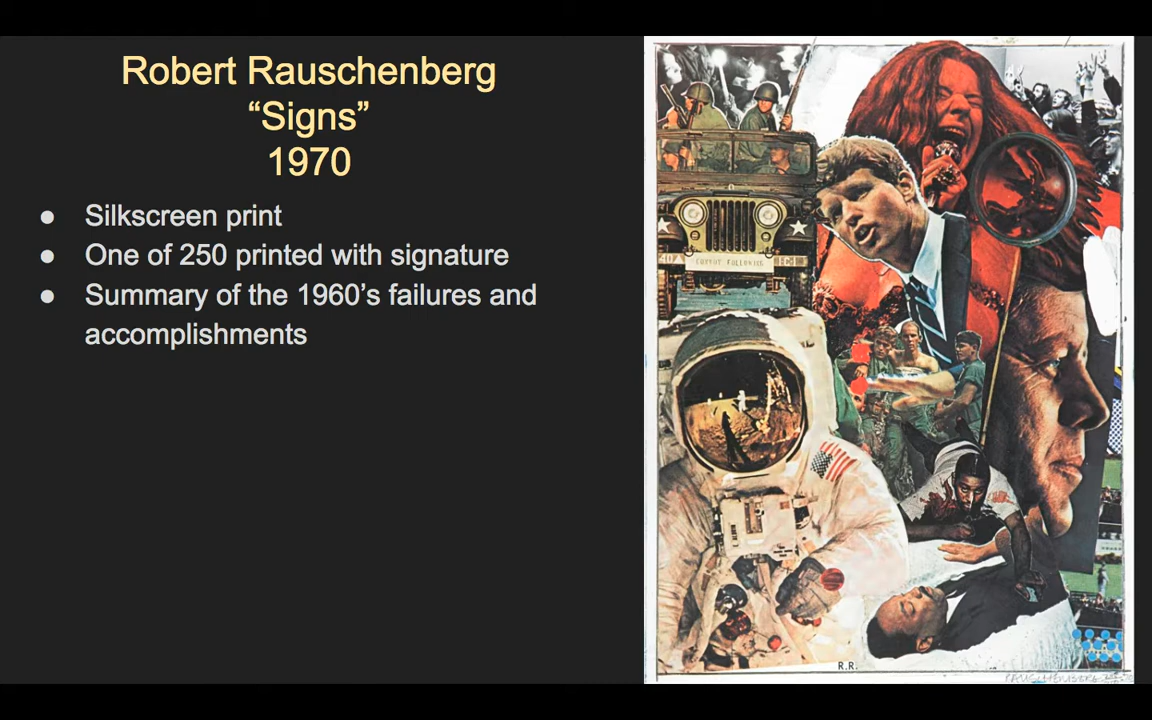 Robert Rauschenberg
“Signs”
1970
● Silkscreen print
● One of 250 printed with signature
● Summary of the 1960’s failures and
accomplishments
R.R.